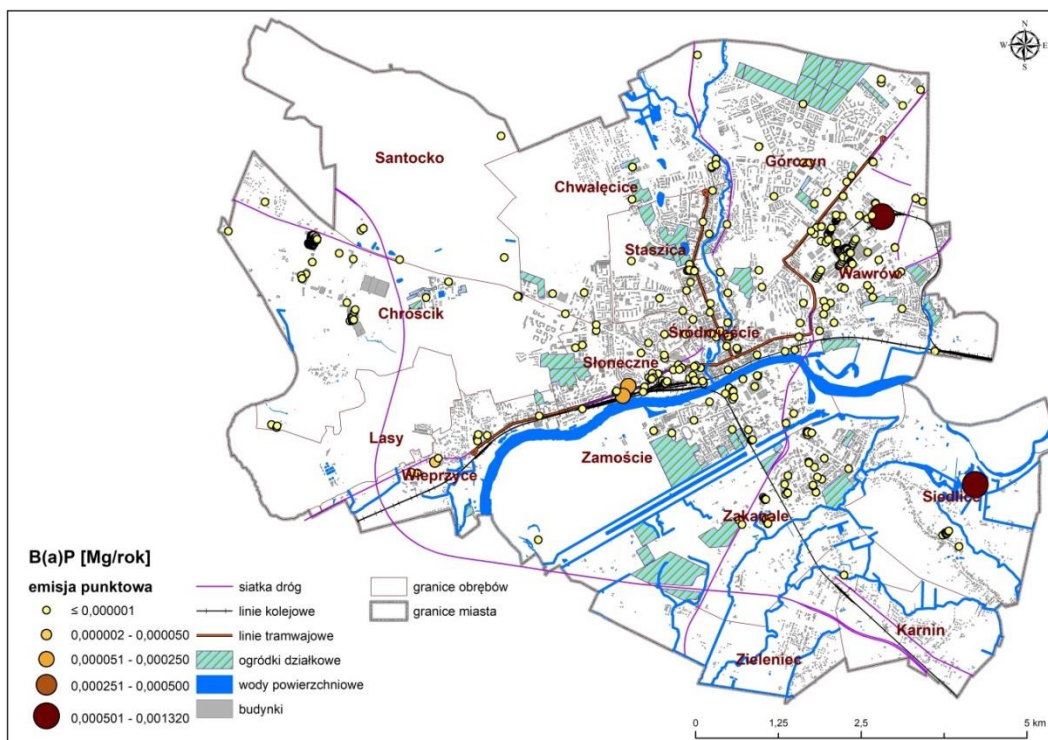 N
W E
S
Santocko
Górczyn
Chwalęcice
Staszica
Wawrów
Chróścik
Śródmieście
Słoneczne
Lasy
Wieprzyce
Zamoście
Siedlice
Zakanale
Karnin
Zieleniec
B(a)P [Mg/rok]
emisja punktowa
≤ 0,000001
0,000002 - 0,000050
0,000051 - 0,000250
0,000251 - 0,000500
0,000501 - 0,001320
siatka dróg
linie kolejowe
linie tramwajowe
ogródki działkowe
wody powierzchniowe
budynki
granice obrębów
granice miasta
0 1,25 2,5 5 km